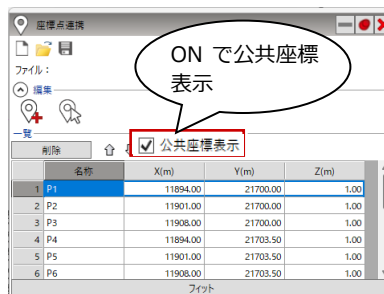 座標点連携
ON で公共座標
表示
ファイル：
編集
一覧
削除
公共座標表示
名称 X(m) Y(m) Z(m)
1 P1 11894.00 21700.00 1.00
2 P2 11901.00 21700.00 1.00
3 P3 11908.00 21700.00 1.00
4 P4 11894.00 21703.50 1.00
5 P5 11901.00 21703.50 1.00
6 P6 11908.00 21703.50 1.00
フィット